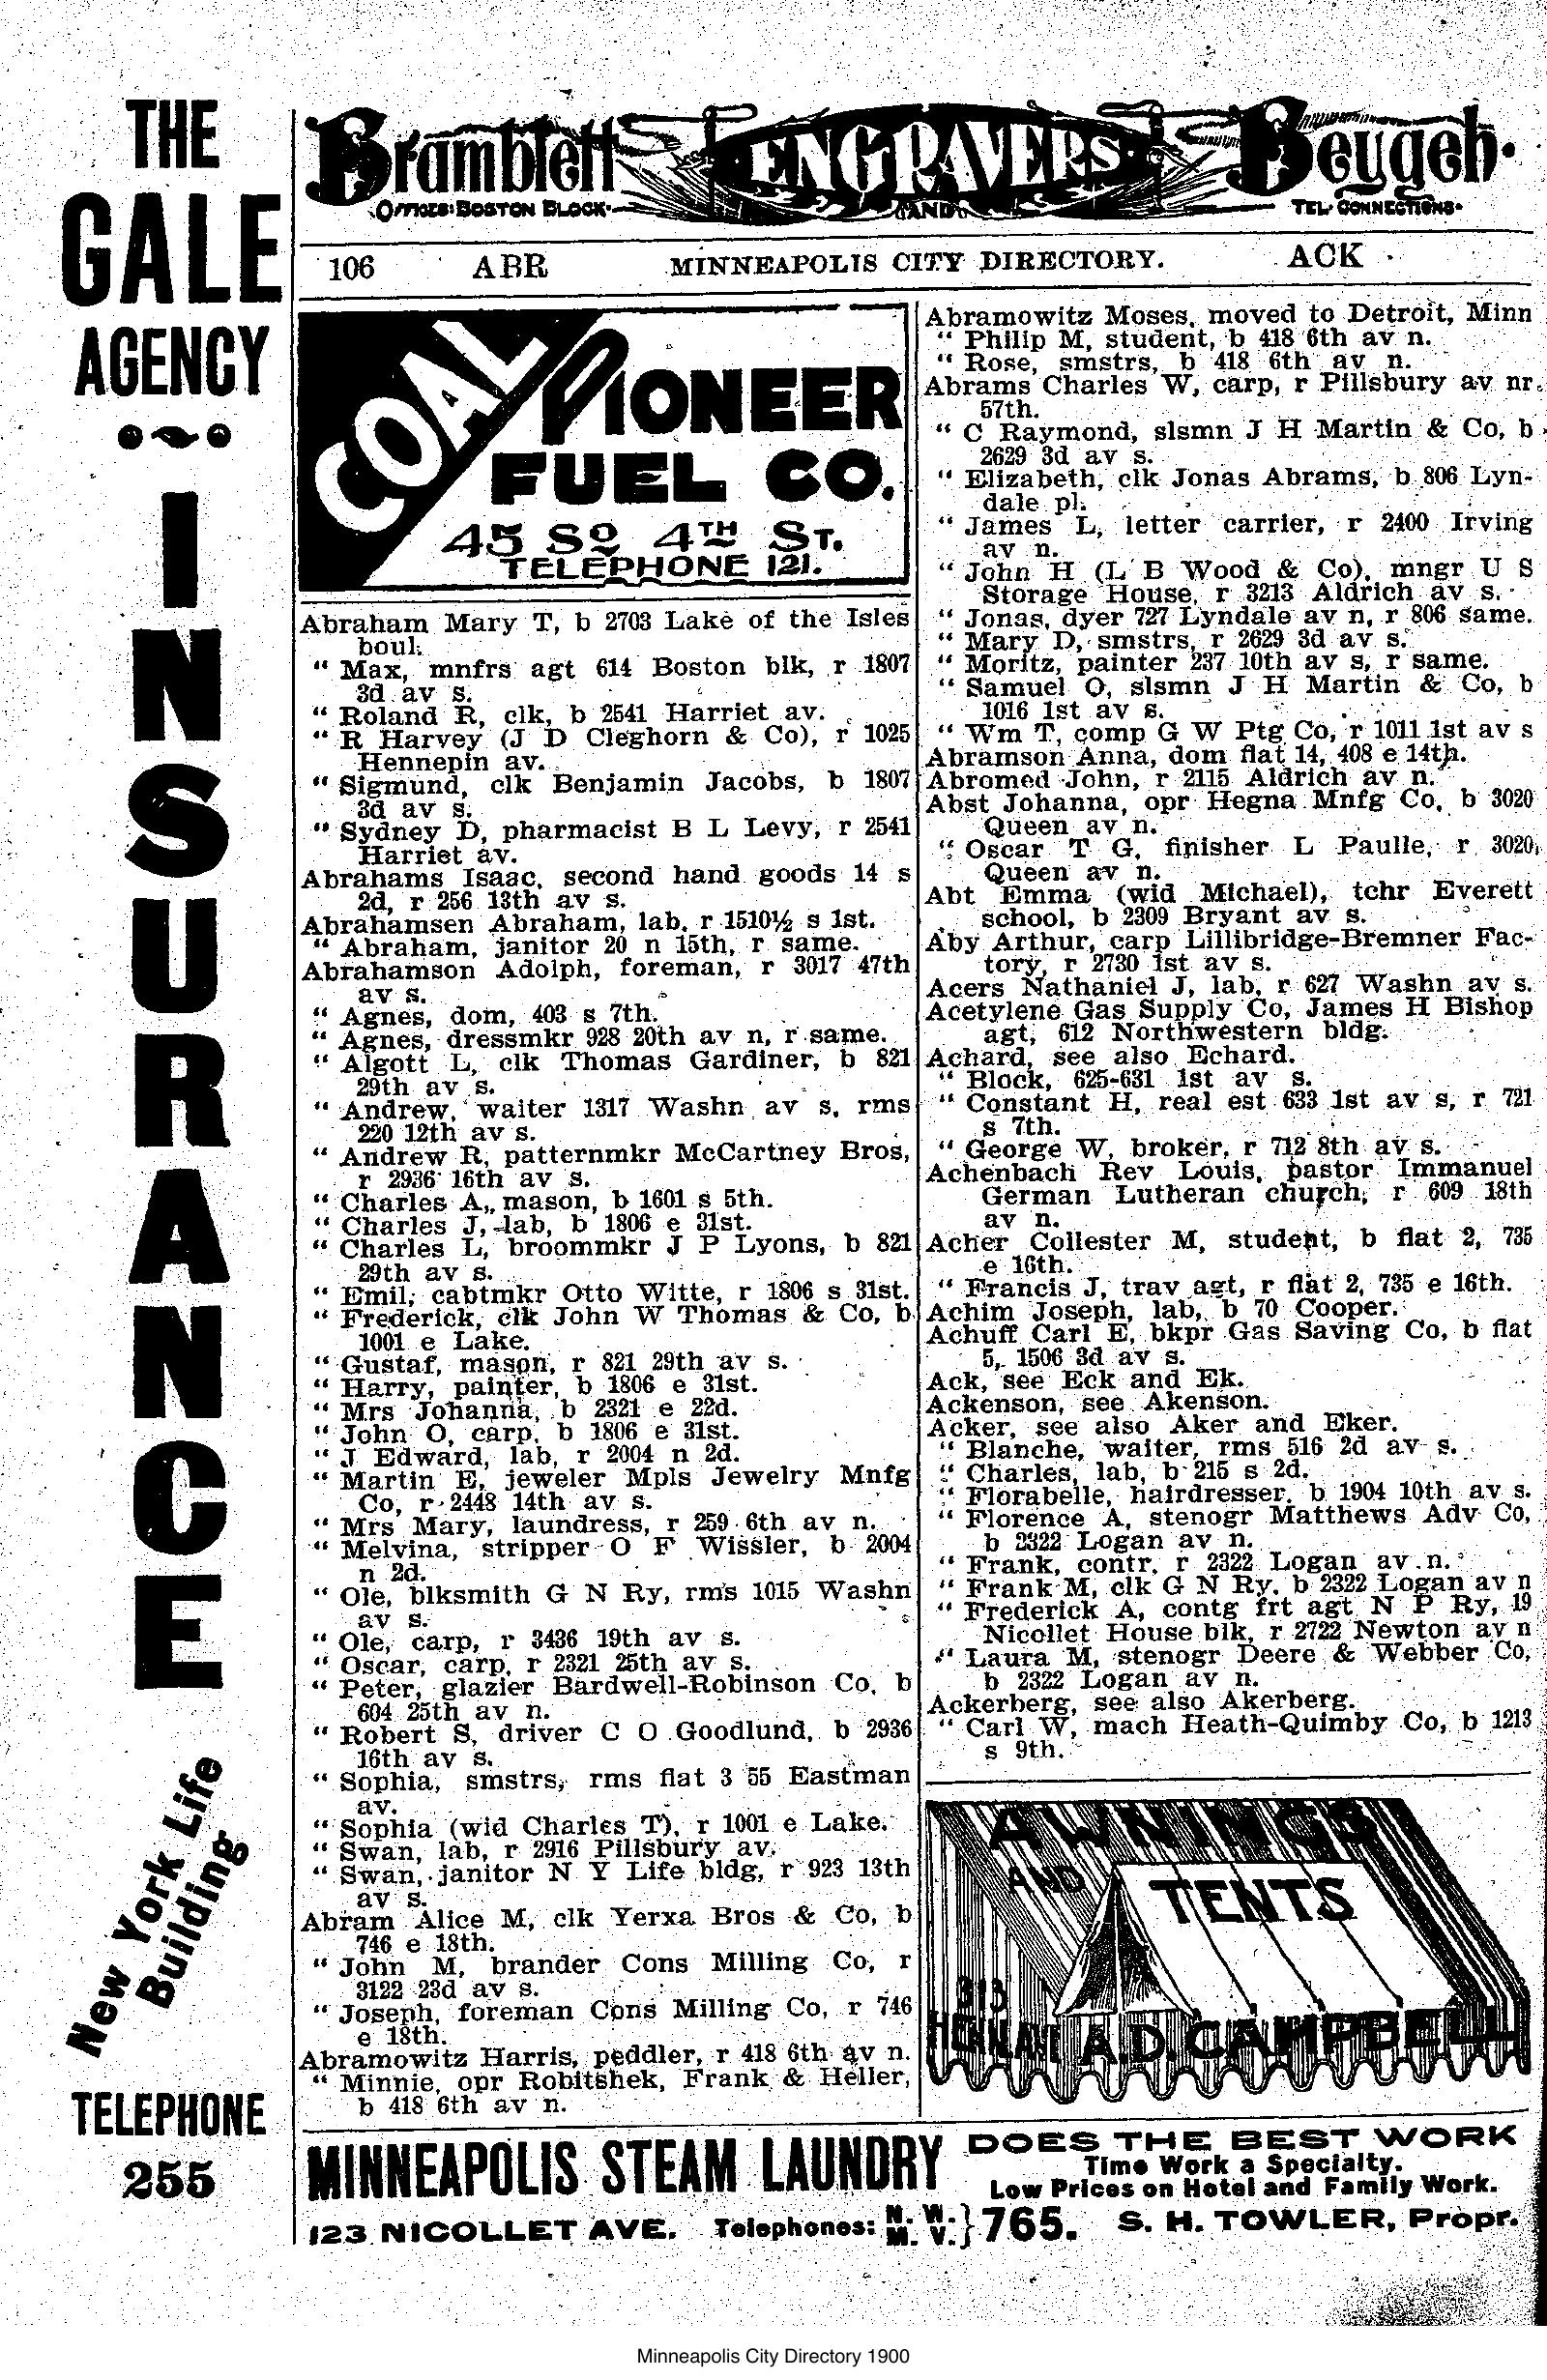 THE
GALE
AGENCY
INSURANCE
New York Life
Building
TELEPHONE
255
Bramblett ENGRAVERS Beygeh.
OFFICES: BOSTON BLOCK. AND TEL. CONNECTIONS.
106 ABR MINNEAPOLIS CITY DIRECTORY. ACK
COAL
PIONEER
FUEL CO.
45 So 4TH ST.
TELEPHONE 121.
Abraham Mary T, b 2703 Lake of the Isles
boul.
" Max, mnfrs agt 614 Boston blk, r 1807
3d av s.
" Roland R, clk, b 2541 Harriet av.
" R Harvey (J D Cleghorn & Co), r 1025
Hennepin av.
" Sigmund, clk Benjamin Jacobs, b 1807
3d av s.
" Sydney D, pharmacist B L Levy, r 2541
Harriet av.
Abrahams Isaac, second hand goods 14 s
2d, r 256 13th av s.
Abrahamsen Abraham, lab, r 1510½ s 1st.
" Abraham, janitor 20 n 15th, r same.
Abrahamson Adolph, foreman, r 3017 47th
av s.
" Agnes, dom, 403 s 7th.
" Agnes, dressmkr 928 20th av n, r same.
" Algott L, clk Thomas Gardiner, b 821
29th av s.
" Andrew, waiter 1317 Washn av s, rms
220 12th av s.
" Andrew R, patternmkr McCartney Bros,
r 2936 16th av s.
" Charles A, mason, b 1601 s 5th.
" Charles J, lab, b 1806 e 31st.
" Charles L, broommkr J P Lyons, b 821
29th av s.
" Emil, cabtmkr Otto Witte, r 1806 s 31st.
" Frederick, clk John W Thomas & Co, b
1001 e Lake.
" Gustaf, mason, r 821 29th av s.
" Harry, painter, b 1806 e 31st.
" Mrs Johanna, b 2321 e 22d.
" John O, carp, b 1806 e 31st.
" J Edward, lab, r 2004 n 2d.
" Martin E, jeweler Mpls Jewelry Mnfg
Co, r 2448 14th av s.
" Mrs Mary, laundress, r 259 6th av n.
" Melvina, stripper O F Wissler, b 2004
n 2d.
" Ole, blksmith G N Ry, rms 1015 Washn
av s.
" Ole, carp, r 3436 19th av s.
" Oscar, carp, r 2321 25th av s.
" Peter, glazier Bardwell-Robinson Co, b
604 25th av n.
" Robert S, driver C O Goodlund, b 2936
16th av s.
" Sophia, smstrs, rms flat 3 55 Eastman
av.
" Sophia (wid Charles T), r 1001 e Lake.
" Swan, lab, r 2916 Pillsbury av.
" Swan, janitor N Y Life bldg, r 923 13th
av s.
Abram Alice M, clk Yerxa Bros & Co, b
746 e 18th.
" John M, brander Cons Milling Co, r
3122 23d av s.
" Joseph, foreman Cons Milling Co, r 746
e 18th.
Abramowitz Harris, peddler, r 418 6th av n.
" Minnie, opr Robitshek, Frank & Heller,
b 418 6th av n.
Abramowitz Moses, moved to Detroit, Minn
" Philip M, student, b 418 6th av n.
" Rose, smstrs, b 418 6th av n.
Abrams Charles W, carp, r Pillsbury av nr
57th.
" C Raymond, slsmn J H Martin & Co, b
2629 3d av s.
" Elizabeth, clk Jonas Abrams, b 806 Lyn-
dale pl.
" James L, letter carrier, r 2400 Irving
av n.
" John H (L B Wood & Co), mngr U S
Storage House, r 3213 Aldrich av s.
" Jonas, dyer 727 Lyndale av n, r 806 same.
" Mary D, smstrs, r 2629 3d av s.
" Moritz, painter 237 10th av s, r same.
" Samuel O, slsmn J H Martin & Co, b
1016 1st av s.
" Wm T, comp G W Ptg Co, r 1011 1st av s
Abramson Anna, dom flat 14, 408 e 14th.
Abromed John, r 2115 Aldrich av n.
Abst Johanna, opr Hegna Mnfg Co, b 3020
Queen av n.
" Oscar T G, finisher L Paulle, r 3020
Queen av n.
Abt Emma (wid Michael), tchr Everett
school, b 2309 Bryant av s.
Aby Arthur, carp Lillibridge-Bremner Fac-
tory, r 2730 1st av s.
Acers Nathaniel J, lab, r 627 Washn av s.
Acetylene Gas Supply Co, James H Bishop
agt, 612 Northwestern bldg.
Achard, see also Echard.
" Block, 625-631 1st av s.
" Constant H, real est 633 1st av s, r 721
s 7th.
" George W, broker, r 712 8th av s.
Achenbach Rev Louis, pastor Immanuel
German Lutheran church, r 609 18th
av n.
Acher Collester M, student, b flat 2, 735
e 16th.
" Francis J, trav agt, r flat 2, 735 e 16th.
Achim Joseph, lab, b 70 Cooper.
Achuff Carl E, bkpr Gas Saving Co, b flat
5, 1506 3d av s.
Ack, see Eck and Ek.
Ackenson, see Akenson.
Acker, see also Aker and Eker.
" Blanche, waiter, rms 516 2d av s.
" Charles, lab, b 215 s 2d.
" Florabelle, hairdresser, b 1904 10th av s.
" Florence A, stenogr Matthews Adv Co,
b 2322 Logan av n.
" Frank, contr, r 2322 Logan av n.
" Frank M, clk G N Ry, b 2322 Logan av n
" Frederick A, contg frt agt N P Ry, 19
Nicollet House blk, r 2722 Newton av n
" Laura M, stenogr Deere & Webber Co,
b 2322 Logan av n.
Ackerberg, see also Akerberg.
" Carl W, mach Heath-Quimby Co, b 1213
s 9th.
AWNINGS
AND
TENTS
313
A.D. CAMPBELL
MINNEAPOLIS STEAM LAUNDRY
123 NICOLLET AVE. Telephones: N. W. M. V. } 765.
DOES THE BEST WORK
Time Work a Specialty.
Low Prices on Hotel and Family Work.
S. H. TOWLER, Propr.
Minneapolis City Directory 1900